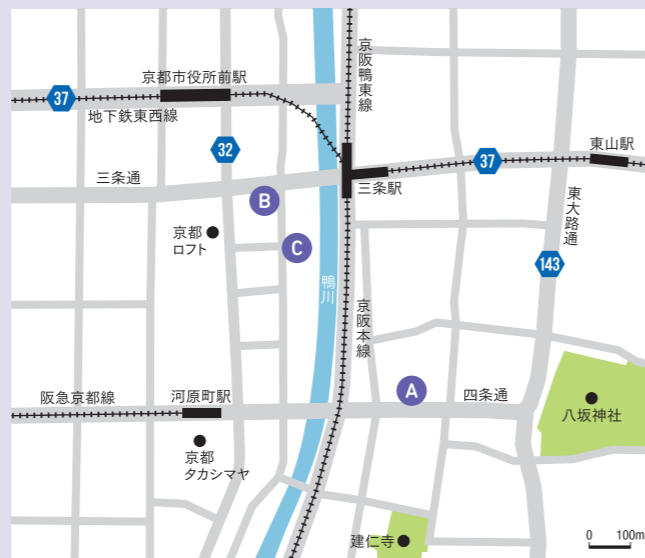 京都市役所前駅
37
地下鉄東西線
京阪鴨東線
32
37
東山駅
三条通
三条駅
B
東大路通
京都
ロフト
C
143
鴨川
京阪本線
阪急京都線
河原町駅
A
四条通
八坂神社
京都
タカシマヤ
建仁寺
0 100m